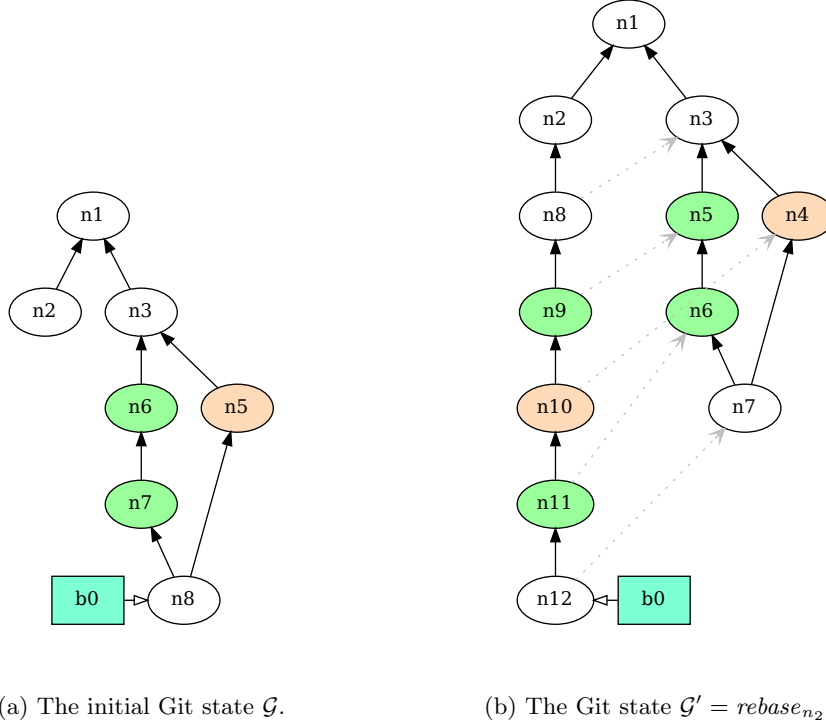 n1
n2
n3
n6
n5
n7
b0
n8
(a) The initial Git state 𝒢.
n1
n2
n3
n8
n5
n4
n9
n6
n10
n7
n11
n12
b0
(b) The Git state 𝒢′ = rebaseₙ₂